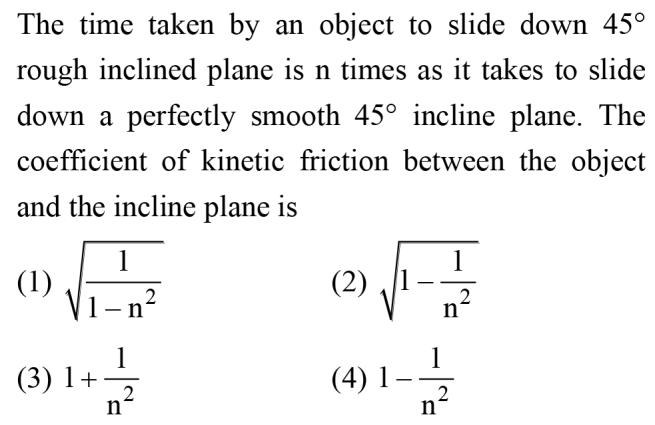 The time taken by an object to slide down 45°
rough inclined plane is n times as it takes to slide
down a perfectly smooth 45° incline plane. The
coefficient of kinetic friction between the object
and the incline plane is
(1) √(1/(1 – n²)) (2) √(1 – 1/n²)
(3) 1 + 1/n² (4) 1 – 1/n²